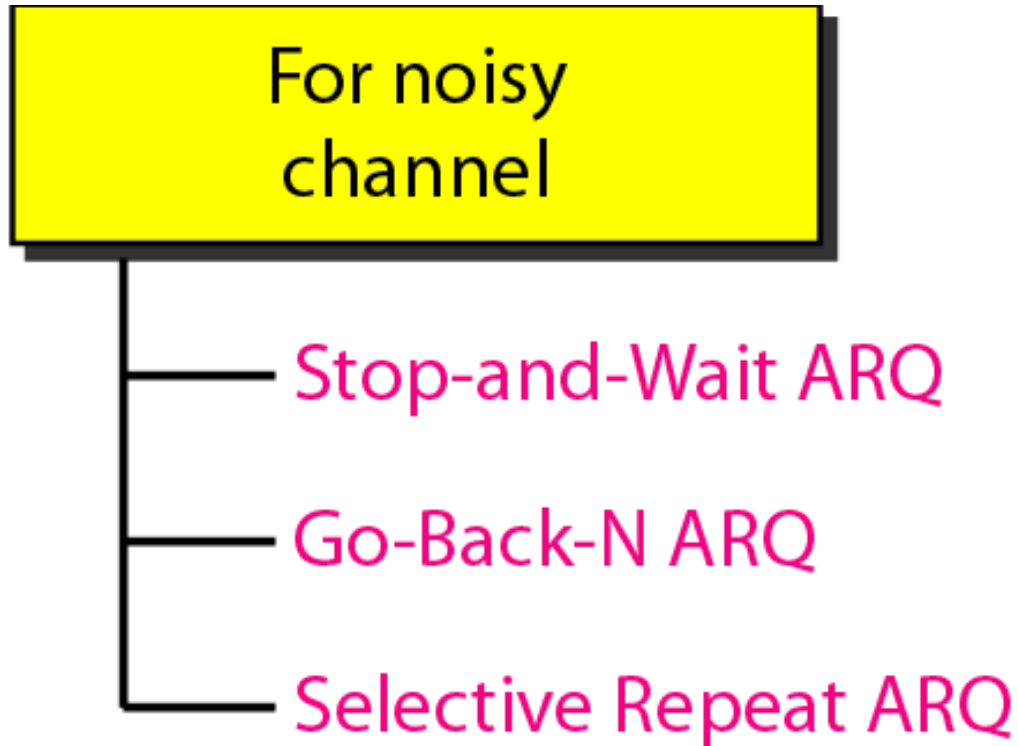 For noisy
channel
Stop-and-Wait ARQ
Go-Back-N ARQ
Selective Repeat ARQ